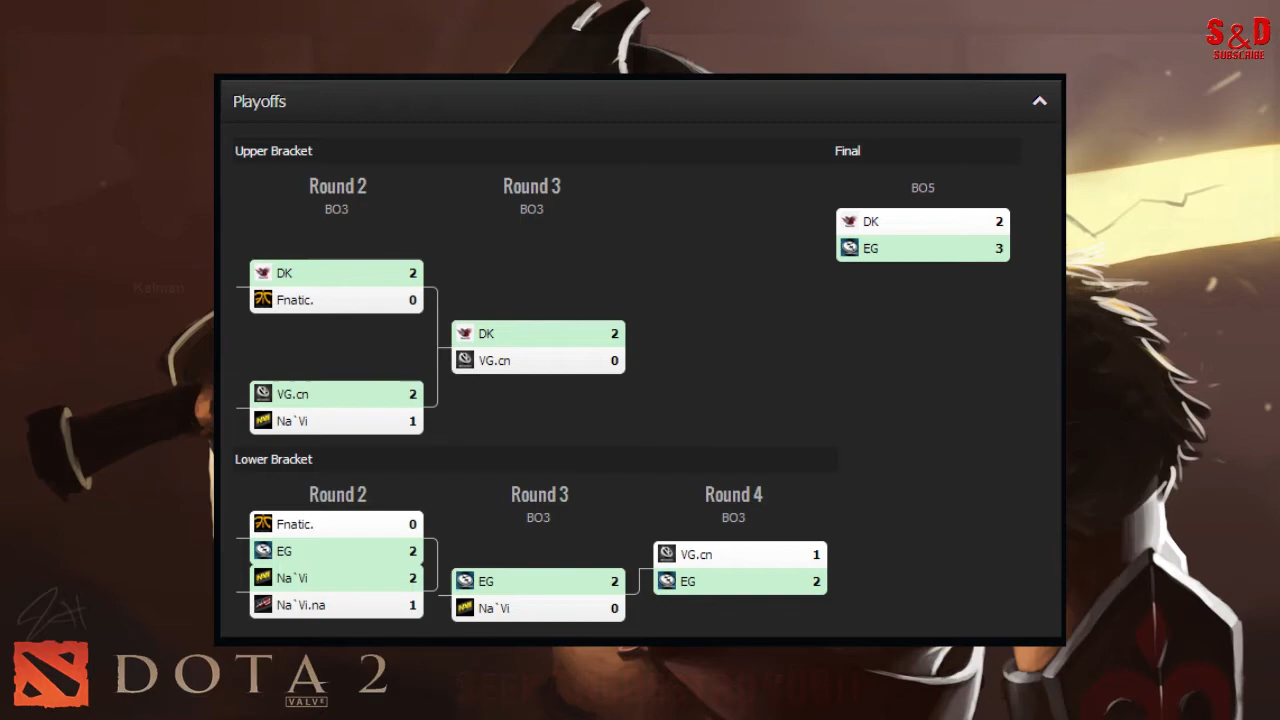 S&D
SUBSCRIBE
Playoffs
Upper Bracket
Final
Round 2
BO3
Round 3
BO3
BO5
DK 2
EG 3
DK 2
Fnatic. 0
DK 2
VG.cn 0
VG.cn 2
Na`Vi 1
Lower Bracket
Round 2
Round 3
BO3
Round 4
BO3
Fnatic. 0
EG 2
Na`Vi 2
Na`Vi.na 1
EG 2
Na`Vi 0
VG.cn 1
EG 2
Kelman
DOTA 2
VALVE